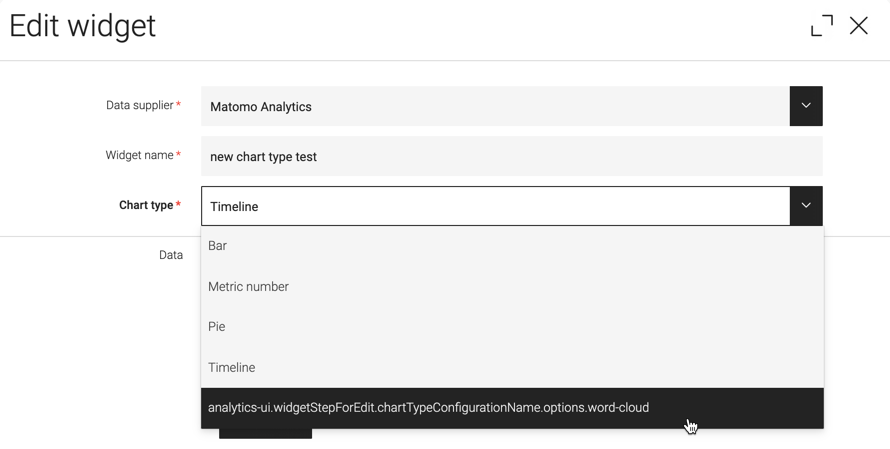 Edit widget
Data supplier *
Matomo Analytics
Widget name *
new chart type test
Chart type *
Timeline
Data
Bar
Metric number
Pie
Timeline
analytics-ui.widgetStepForEdit.chartTypeConfigurationName.options.word-cloud